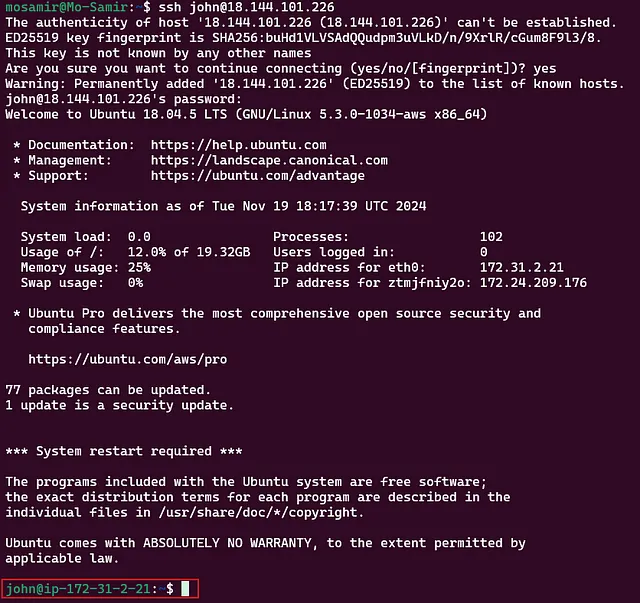 mosamir@Mo-Samir:~$ ssh john@18.144.101.226
The authenticity of host '18.144.101.226 (18.144.101.226)' can't be established.
ED25519 key fingerprint is SHA256:buHd1VLVSAdQQudpm3uVLkD/n/9XrlR/cGum8F9l3/8.
This key is not known by any other names
Are you sure you want to continue connecting (yes/no/[fingerprint])? yes
Warning: Permanently added '18.144.101.226' (ED25519) to the list of known hosts.
john@18.144.101.226's password:
Welcome to Ubuntu 18.04.5 LTS (GNU/Linux 5.3.0-1034-aws x86_64)
* Documentation: https://help.ubuntu.com
* Management: https://landscape.canonical.com
* Support: https://ubuntu.com/advantage
System information as of Tue Nov 19 18:17:39 UTC 2024
System load: 0.0 Processes: 102
Usage of /: 12.0% of 19.32GB Users logged in: 0
Memory usage: 25% IP address for eth0: 172.31.2.21
Swap usage: 0% IP address for ztmjfniy2o: 172.24.209.176
* Ubuntu Pro delivers the most comprehensive open source security and
compliance features.
https://ubuntu.com/aws/pro
77 packages can be updated.
1 update is a security update.
*** System restart required ***
The programs included with the Ubuntu system are free software;
the exact distribution terms for each program are described in the
individual files in /usr/share/doc/*/copyright.
Ubuntu comes with ABSOLUTELY NO WARRANTY, to the extent permitted by
applicable law.
john@ip-172-31-2-21:~$